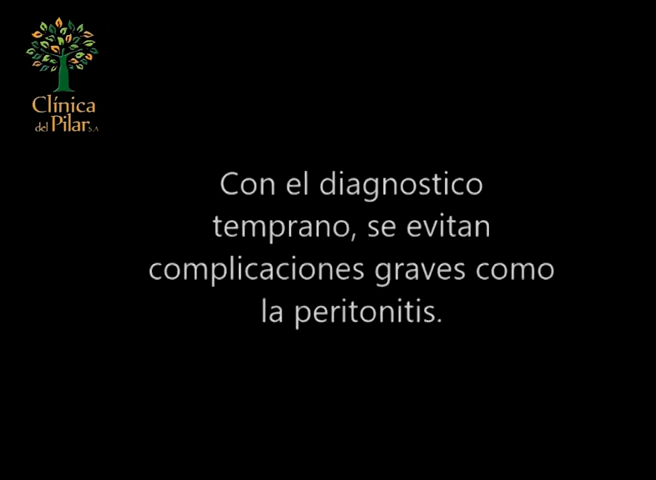 Clínica
del Pilar S.A
Con el diagnostico
temprano, se evitan
complicaciones graves como
la peritonitis.